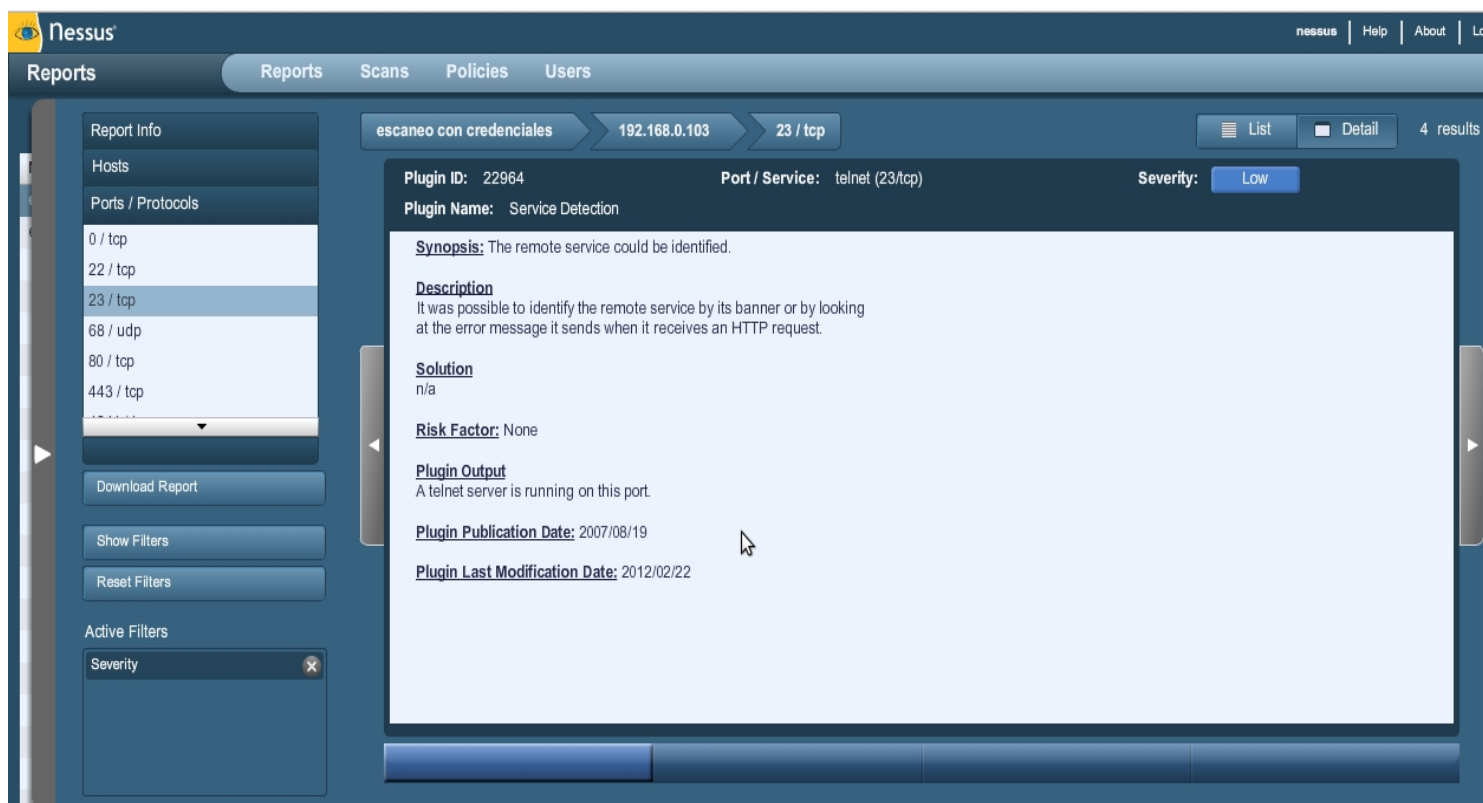 nessus
nessus
Help
About
Reports
Reports
Scans
Policies
Users
Report Info
Hosts
Ports / Protocols
0 / tcp
22 / tcp
23 / tcp
68 / udp
80 / tcp
443 / tcp
Download Report
Show Filters
Reset Filters
Active Filters
Severity
escaneo con credenciales
192.168.0.103
23 / tcp
List
Detail
4 results
Plugin ID: 22964
Port / Service: telnet (23/tcp)
Severity: Low
Plugin Name: Service Detection
Synopsis: The remote service could be identified.
Description
It was possible to identify the remote service by its banner or by looking
at the error message it sends when it receives an HTTP request.
Solution
n/a
Risk Factor: None
Plugin Output
A telnet server is running on this port.
Plugin Publication Date: 2007/08/19
Plugin Last Modification Date: 2012/02/22